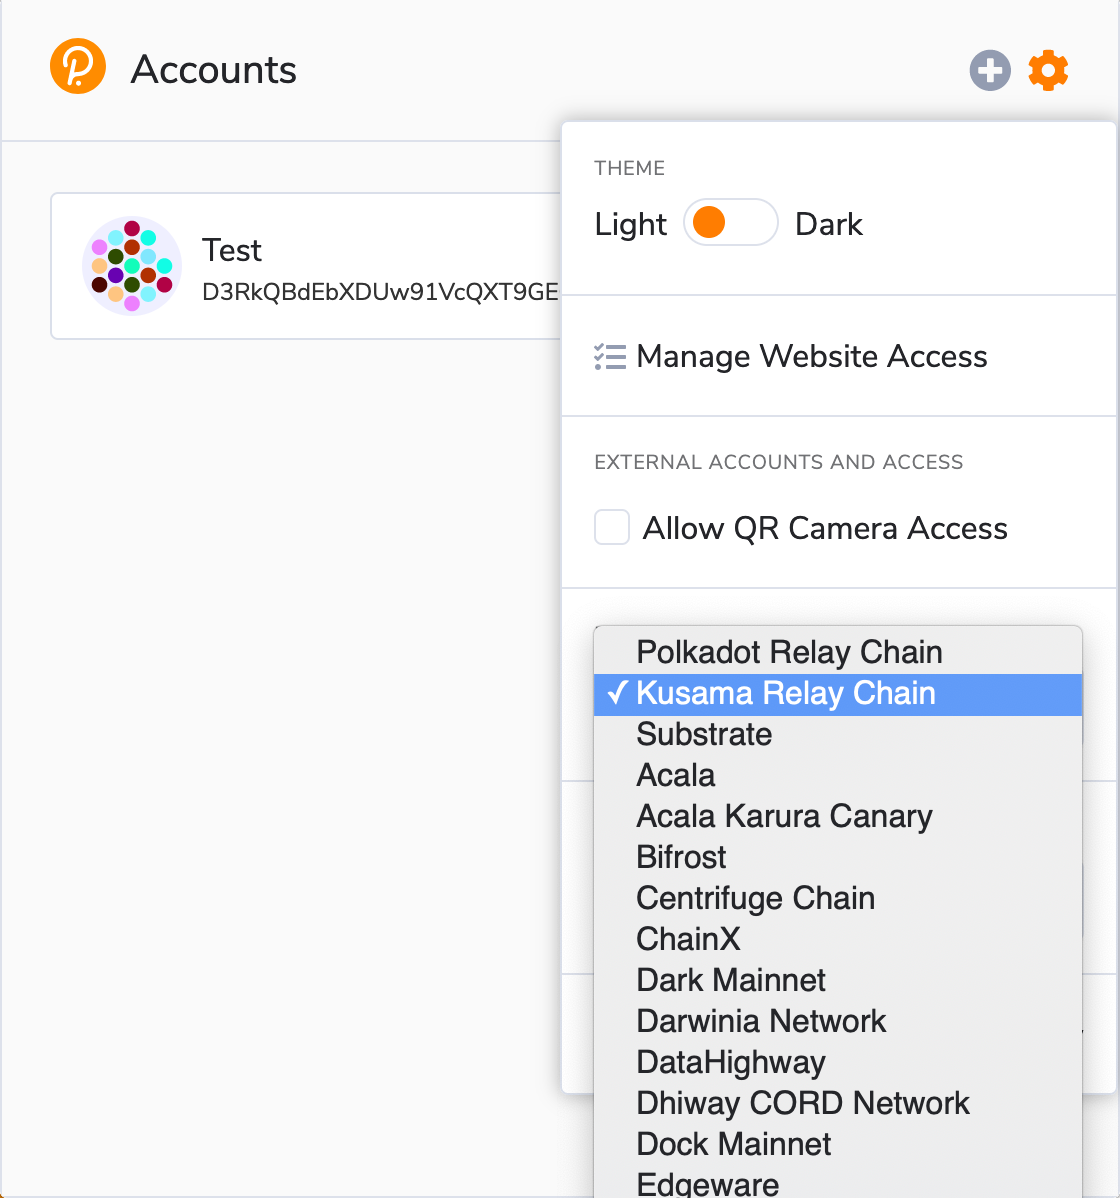 Accounts
THEME
Light Dark
Test
D3RkQBdEbXDUw91VcQXT9GE
Manage Website Access
EXTERNAL ACCOUNTS AND ACCESS
Allow QR Camera Access
Polkadot Relay Chain
✓ Kusama Relay Chain
Substrate
Acala
Acala Karura Canary
Bifrost
Centrifuge Chain
ChainX
Dark Mainnet
Darwinia Network
DataHighway
Dhiway CORD Network
Dock Mainnet
Edgeware